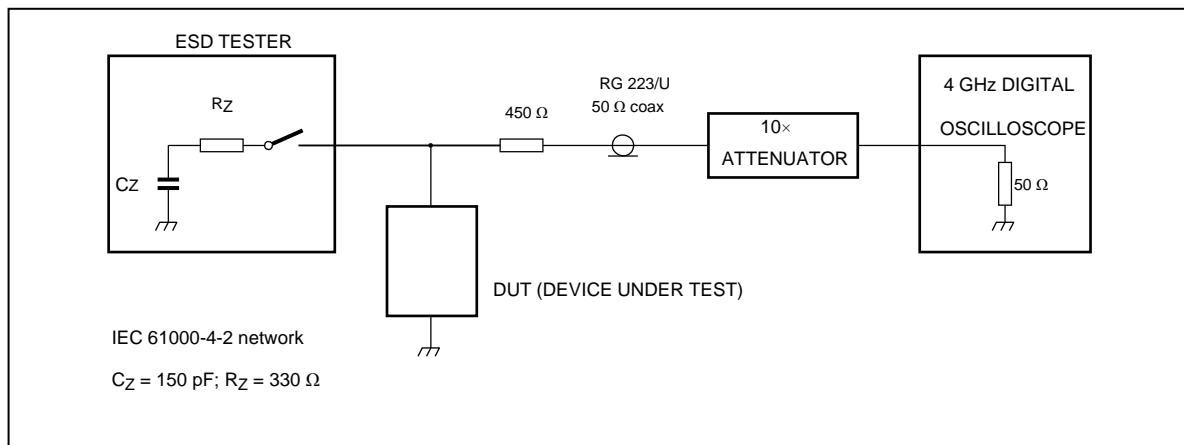 ESD TESTER
RZ
CZ
450 Ω
RG 223/U
50 Ω coax
10×
ATTENUATOR
4 GHz DIGITAL
OSCILLOSCOPE
50 Ω
DUT (DEVICE UNDER TEST)
IEC 61000-4-2 network
CZ = 150 pF; RZ = 330 Ω